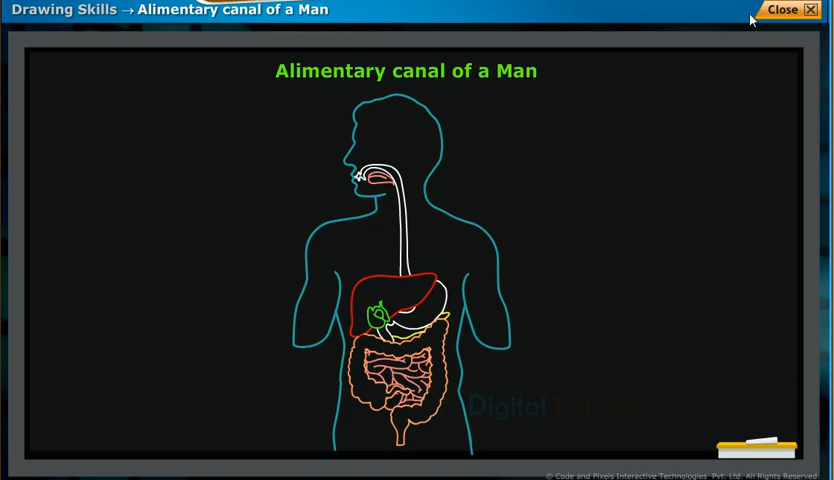 Drawing Skills → Alimentary canal of a Man
Close
Alimentary canal of a Man
Digital Teacher
© Code and Pixels Interactive Technologies Pvt. Ltd. All Rights Reserved